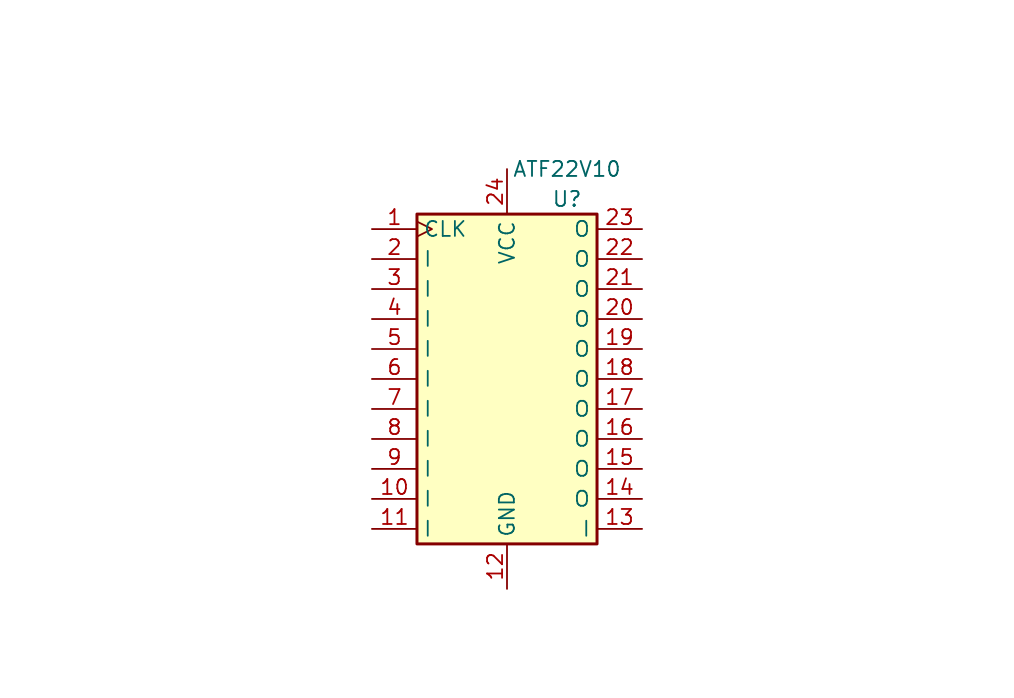 ATF22V10
U?
24
1 CLK VCC O 23
2 I O 22
3 I O 21
4 I O 20
5 I O 19
6 I O 18
7 I O 17
8 I O 16
9 I O 15
10 I GND O 14
11 I I 13
12